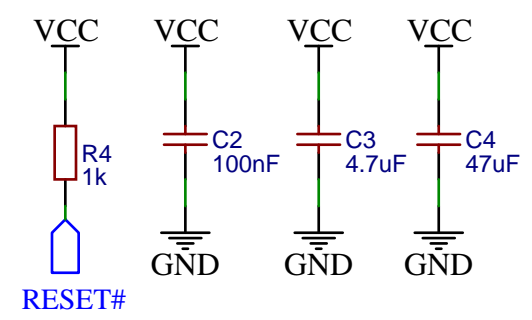 VCC VCC VCC VCC
R4
1k
C2
100nF
C3
4.7uF
C4
47uF
GND GND GND
RESET#